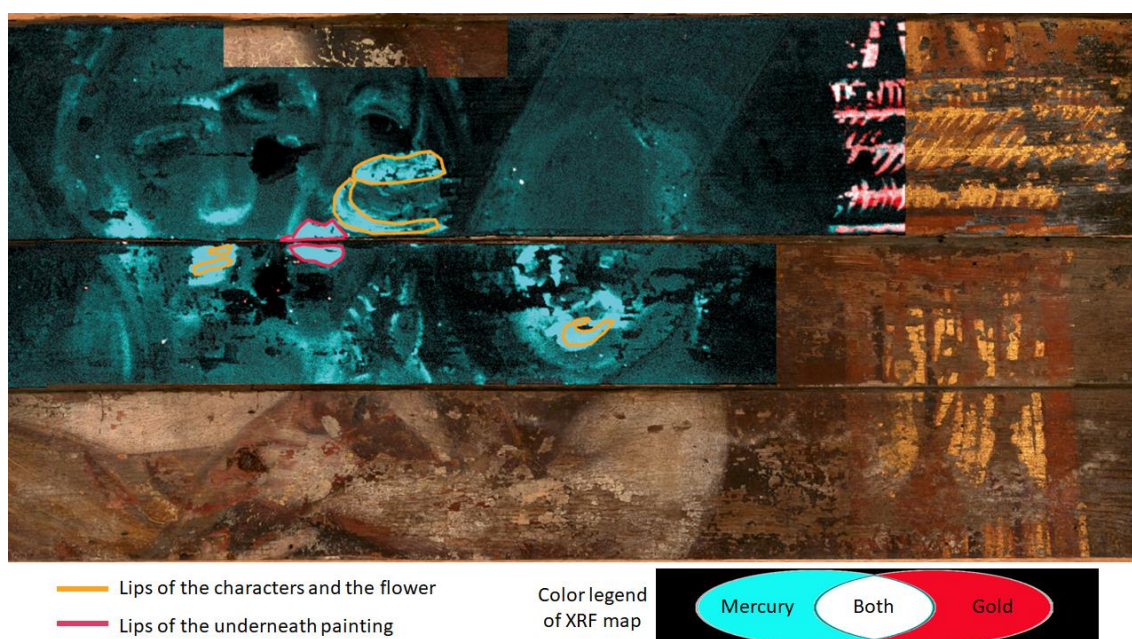 Lips of the characters and the flower
Lips of the underneath painting
Color legend
of XRF map
Mercury
Both
Gold